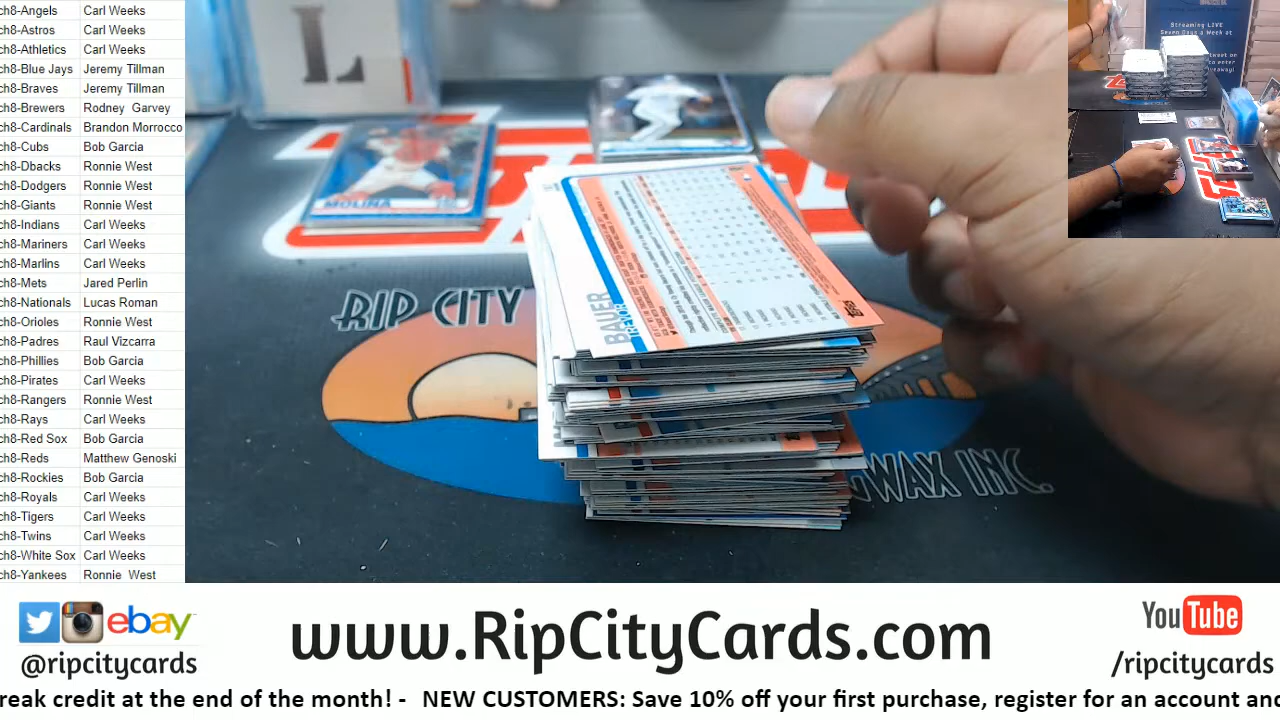 ch8-Angels Carl Weeks
ch8-Astros Carl Weeks
ch8-Athletics Carl Weeks
ch8-Blue Jays Jeremy Tillman
ch8-Braves Jeremy Tillman
ch8-Brewers Rodney Garvey
ch8-Cardinals Brandon Morrocco
ch8-Cubs Bob Garcia
ch8-Dbacks Ronnie West
ch8-Dodgers Ronnie West
ch8-Giants Ronnie West
ch8-Indians Carl Weeks
ch8-Mariners Carl Weeks
ch8-Marlins Carl Weeks
ch8-Mets Jared Perlin
ch8-Nationals Lucas Roman
ch8-Orioles Ronnie West
ch8-Padres Raul Vizcarra
ch8-Phillies Bob Garcia
ch8-Pirates Carl Weeks
ch8-Rangers Ronnie West
ch8-Rays Carl Weeks
ch8-Red Sox Bob Garcia
ch8-Reds Matthew Genoski
ch8-Rockies Bob Garcia
ch8-Royals Carl Weeks
ch8-Tigers Carl Weeks
ch8-Twins Carl Weeks
ch8-White Sox Carl Weeks
ch8-Yankees Ronnie West
L
MOLINA
BAUER
TREVOR
RIP CITY
WAX INC.
Streaming LIVE
Seven Days a Week at
ebay
@ripcitycards
www.RipCityCards.com
YouTube
/ripcitycards
reak credit at the end of the month! - NEW CUSTOMERS: Save 10% off your first purchase, register for an account and